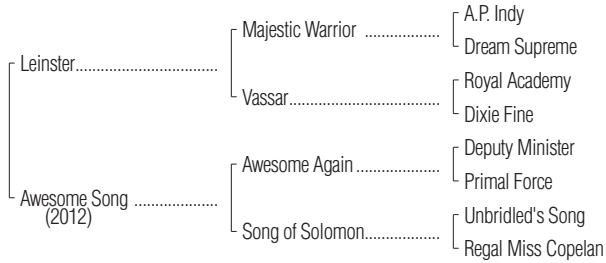 A.P. Indy
Majestic Warrior ..................
Dream Supreme
Leinster..................................
Royal Academy
Vassar....................................
Dixie Fine
Deputy Minister
Awesome Again ....................
Primal Force
Awesome Song ....................
(2012)
Unbridled's Song
Song of Solomon..................
Regal Miss Copelan